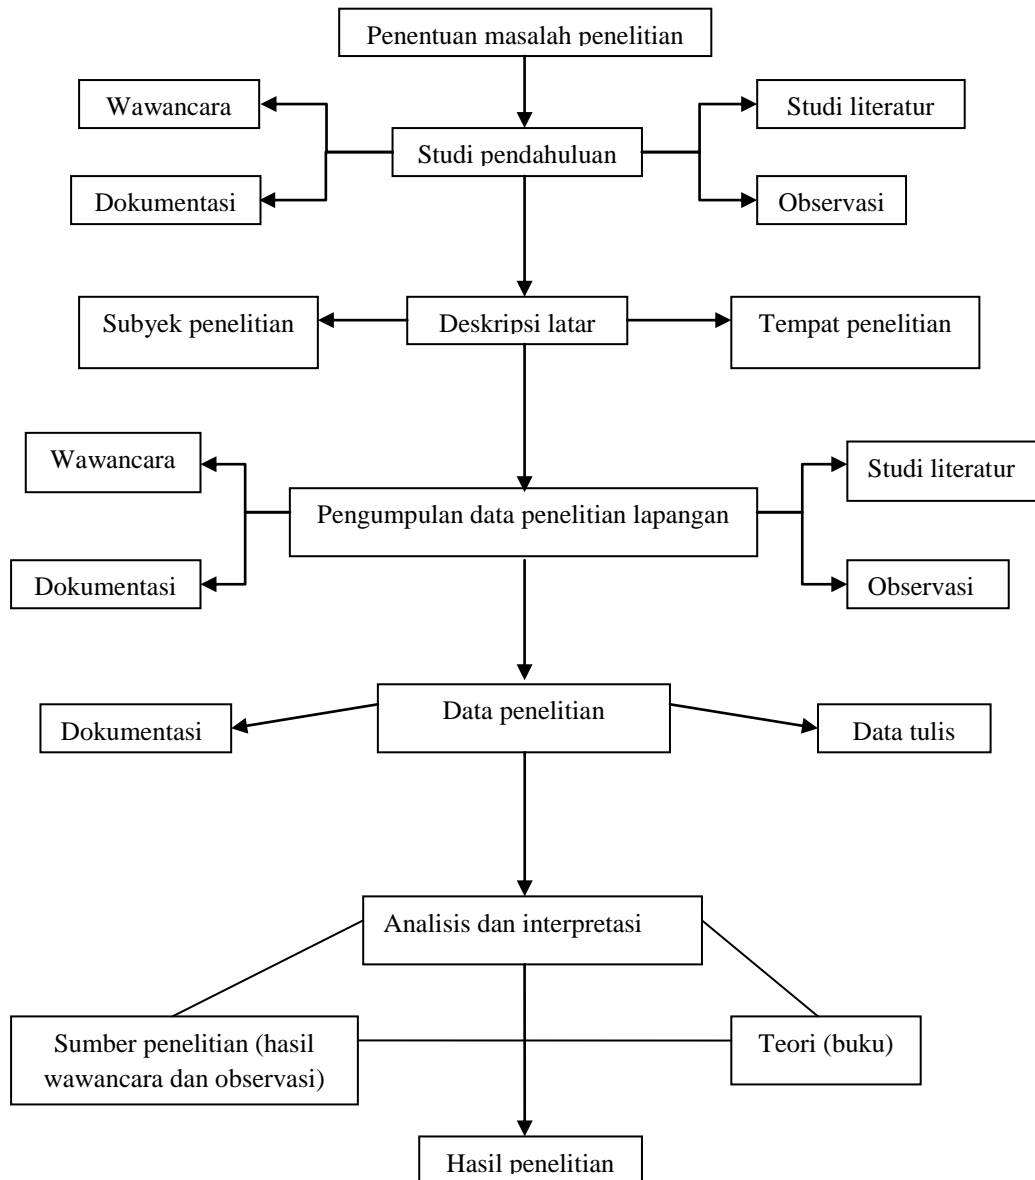 Penentuan masalah penelitian
Wawancara
Studi literatur
Studi pendahuluan
Dokumentasi
Observasi
Subyek penelitian
Deskripsi latar
Tempat penelitian
Wawancara
Studi literatur
Pengumpulan data penelitian lapangan
Dokumentasi
Observasi
Dokumentasi
Data penelitian
Data tulis
Analisis dan interpretasi
Sumber penelitian (hasil
wawancara dan observasi)
Teori (buku)
Hasil penelitian